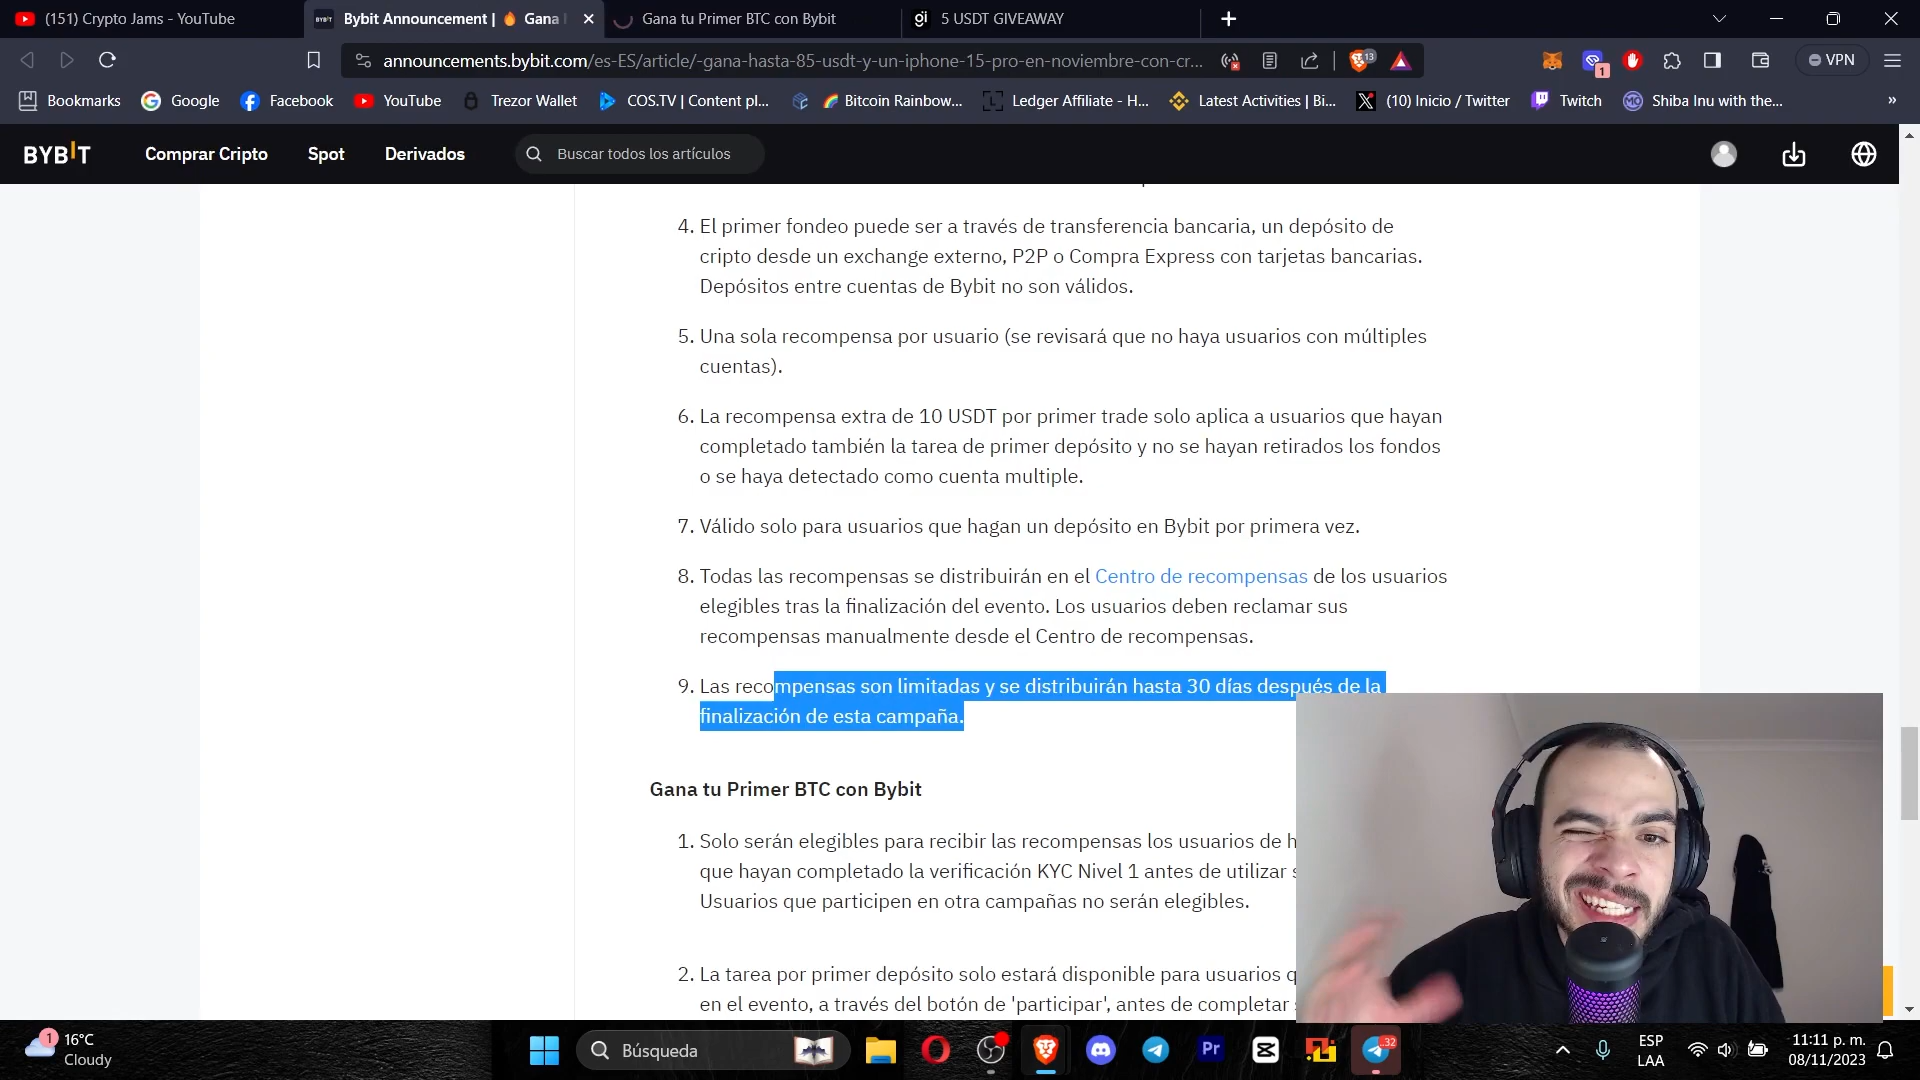 (151) Crypto Jams - YouTube
BYBIT
Bybit Announcement | 🔥 Gana
Gana tu Primer BTC con Bybit
gi
5 USDT GIVEAWAY
announcements.bybit.com/es-ES/article/-gana-hasta-85-usdt-y-un-iphone-15-pro-en-noviembre-con-cr...
13
1
VPN
Bookmarks
Google
Facebook
YouTube
Trezor Wallet
COS.TV | Content pl...
Bitcoin Rainbow...
Ledger Affiliate - H...
Latest Activities | Bi...
(10) Inicio / Twitter
Twitch
Shiba Inu with the...
»
BYBIT
Comprar Cripto
Spot
Derivados
Buscar todos los artículos
4. El primer fondeo puede ser a través de transferencia bancaria, un depósito de
cripto desde un exchange externo, P2P o Compra Express con tarjetas bancarias.
Depósitos entre cuentas de Bybit no son válidos.
5. Una sola recompensa por usuario (se revisará que no haya usuarios con múltiples
cuentas).
6. La recompensa extra de 10 USDT por primer trade solo aplica a usuarios que hayan
completado también la tarea de primer depósito y no se hayan retirados los fondos
o se haya detectado como cuenta multiple.
7. Válido solo para usuarios que hagan un depósito en Bybit por primera vez.
8. Todas las recompensas se distribuirán en el Centro de recompensas de los usuarios
elegibles tras la finalización del evento. Los usuarios deben reclamar sus
recompensas manualmente desde el Centro de recompensas.
9. Las recompensas son limitadas y se distribuirán hasta 30 días después de la
finalización de esta campaña.
Gana tu Primer BTC con Bybit
1. Solo serán elegibles para recibir las recompensas los usuarios de h
que hayan completado la verificación KYC Nivel 1 antes de utilizar s
Usuarios que participen en otra campañas no serán elegibles.
2. La tarea por primer depósito solo estará disponible para usuarios q
en el evento, a través del botón de 'participar', antes de completar s
1
16°C
Cloudy
Búsqueda
Pr
32
ESP
LAA
11:11 p. m.
08/11/2023